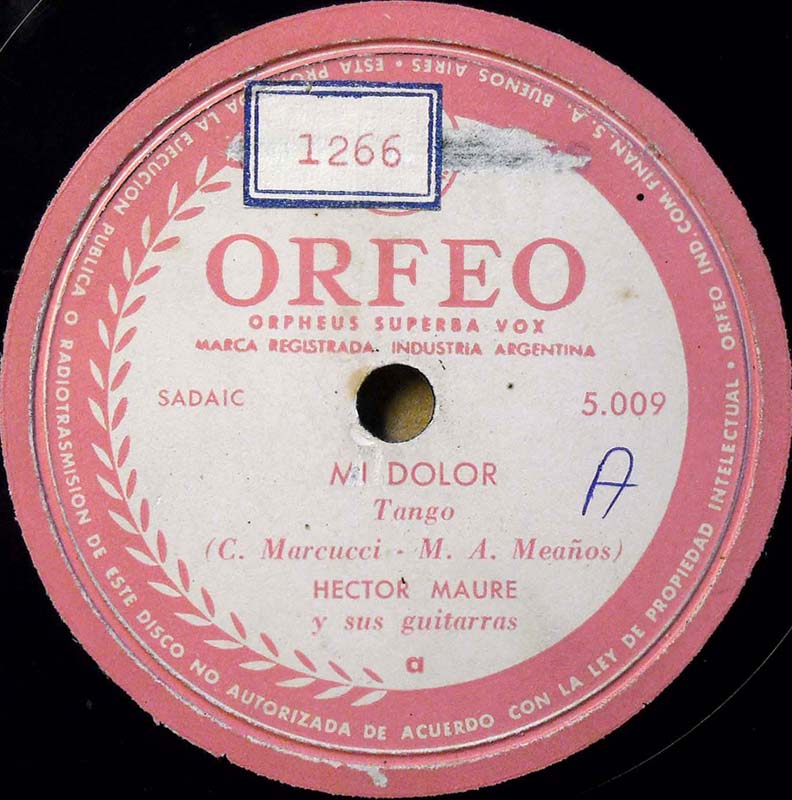 1266
ORFEO
ORPHEUS SUPERBA VOX
MARCA REGISTRADA. INDUSTRIA ARGENTINA
SADAIC
5.009
MI DOLOR
A
Tango
(C. Marcucci - M. A. Meaños)
HECTOR MAURE
y sus guitarras
a
ORFEO IND. COM. FINAN. S. A. BUENOS AIRES • ESTA
DA LA EJECUCION PUBLICA O RADIOTRASMISION DE ESTE DISCO NO AUTORIZADA DE ACUERDO CON LA LEY DE PROPIEDAD INTELECTUAL •